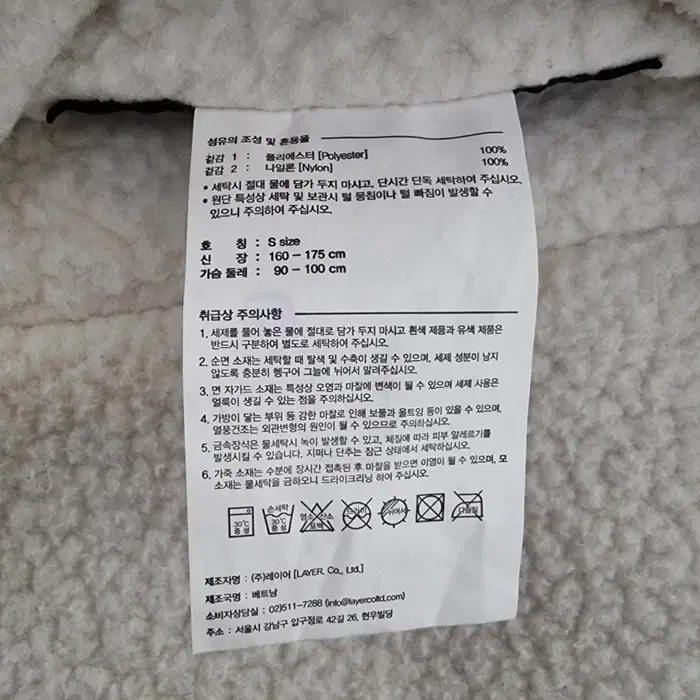 섬유의 조성 및 혼용율
겉감 1 : 폴리에스터 [Polyester] 100%
겉감 2 : 나일론 [Nylon] 100%
• 세탁시 절대 물에 담가 두지 마시고, 단시간 단독 세탁하여 주십시오.
• 원단 특성상 세탁 및 보관시 털 뭉침이나 털 빠짐이 발생할 수
있으니 주의하여 주십시오.
호 칭 : S size
신 장 : 160 - 175 cm
가슴 둘레 : 90 - 100 cm
취급상 주의사항
1. 세제를 풀어 놓은 물에 절대로 담가 두지 마시고 흰색 제품과 유색 제품은
반드시 구분하여 별도로 세탁하여 주십시오.
2. 순면 소재는 세탁할 때 탈색 및 수축이 생길 수 있으며, 세제 성분이 남지
않도록 충분히 헹구어 그늘에 뉘어서 말려주십시오.
3. 면 자가드 소재는 특성상 오염과 마찰에 변색이 될 수 있으며 세제 사용은
얼룩이 생길 수 있는 점을 주의하십시오.
4. 가방이 닿는 부위 등 강한 마찰로 인해 보풀과 올트임 등이 있을 수 있으며,
열풍건조는 외관변형의 원인이 될 수 있으므로 주의하십시오.
5. 금속장식은 물세탁시 녹이 발생할 수 있고, 체질에 따라 피부 알레르기를
발생시킬 수 있습니다. 지퍼나 단추는 잠근 상태에서 세탁하십시오.
6. 가죽 소재는 수분에 장시간 접촉된 후 마찰을 받으면 이염이 될 수 있으며, 모
소재는 물세탁을 금하오니 드라이크리닝 하여 주십시오.
30℃ 중성 손세탁 30℃ 중성 염소,산소 표백 드라이 뉘어서 다림질
제조자명 : (주)레이어 [LAYER. Co., Ltd.]
제조국명 : 베트남
소비자상담실 : 02)511-7288 (info@layercoltd.com)
주소 : 서울시 강남구 압구정로 42길 26, 현우빌딩